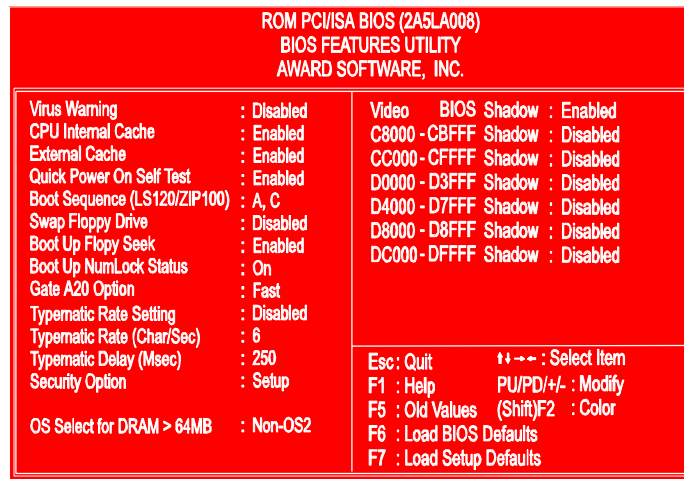 ROM PCI/ISA BIOS (2A5LA008)
BIOS FEATURES UTILITY
AWARD SOFTWARE, INC.
Virus Warning : Disabled
CPU Internal Cache : Enabled
External Cache : Enabled
Quick Power On Self Test : Enabled
Boot Sequence (LS120/ZIP100) : A, C
Swap Floppy Drive : Disabled
Boot Up Flopy Seek : Enabled
Boot Up NumLock Status : On
Gate A20 Option : Fast
Typematic Rate Setting : Disabled
Typematic Rate (Char/Sec) : 6
Typematic Delay (Msec) : 250
Security Option : Setup
OS Select for DRAM > 64MB : Non-OS2
Video BIOS Shadow : Enabled
C8000 - CBFFF Shadow : Disabled
CC000 - CFFFF Shadow : Disabled
D0000 - D3FFF Shadow : Disabled
D4000 - D7FFF Shadow : Disabled
D8000 - D8FFF Shadow : Disabled
DC000 - DFFFF Shadow : Disabled
Esc : Quit ↑↓→← : Select Item
F1 : Help PU/PD/+/- : Modify
F5 : Old Values (Shift)F2 : Color
F6 : Load BIOS Defaults
F7 : Load Setup Defaults